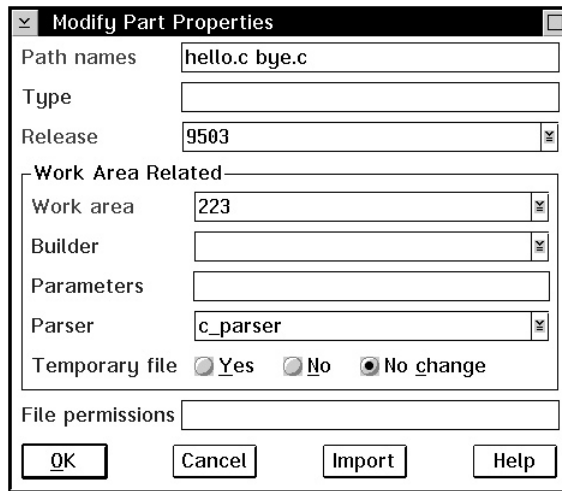 Modify Part Properties
Path names hello.c bye.c
Type
Release 9503
Work Area Related
Work area 223
Builder
Parameters
Parser c_parser
Temporary file Yes No No change
File permissions
OK Cancel Import Help